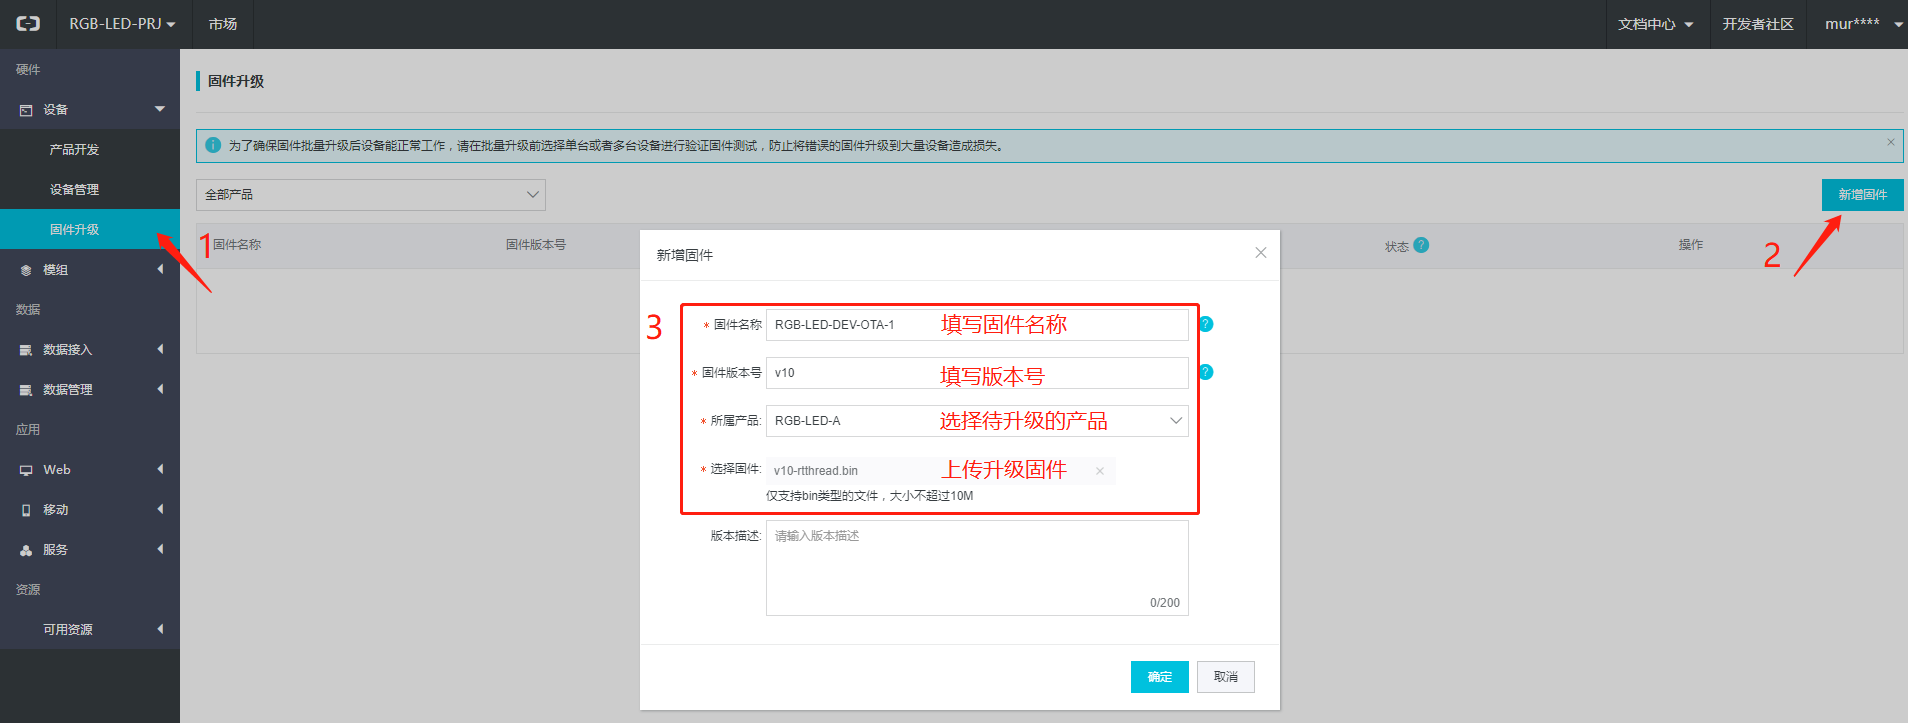 RGB-LED-PRJ 市场 文档中心 开发者社区 mur****
硬件
设备
产品开发
设备管理
固件升级
模组
数据
数据接入
数据管理
应用
Web
移动
服务
资源
可用资源
固件升级
为了确保固件批量升级后设备能正常工作，请在批量升级前选择单台或者多台设备进行验证固件测试，防止将错误的固件升级到大量设备造成损失。
全部产品
新增固件
1
2
固件名称 固件版本号 状态 ? 操作
新增固件
3
* 固件名称 RGB-LED-DEV-OTA-1 填写固件名称 ?
* 固件版本号 v10 填写版本号 ?
* 所属产品: RGB-LED-A 选择待升级的产品
* 选择固件: v10-rtthread.bin 上传升级固件
仅支持bin类型的文件，大小不超过10M
版本描述: 请输入版本描述
0/200
确定 取消